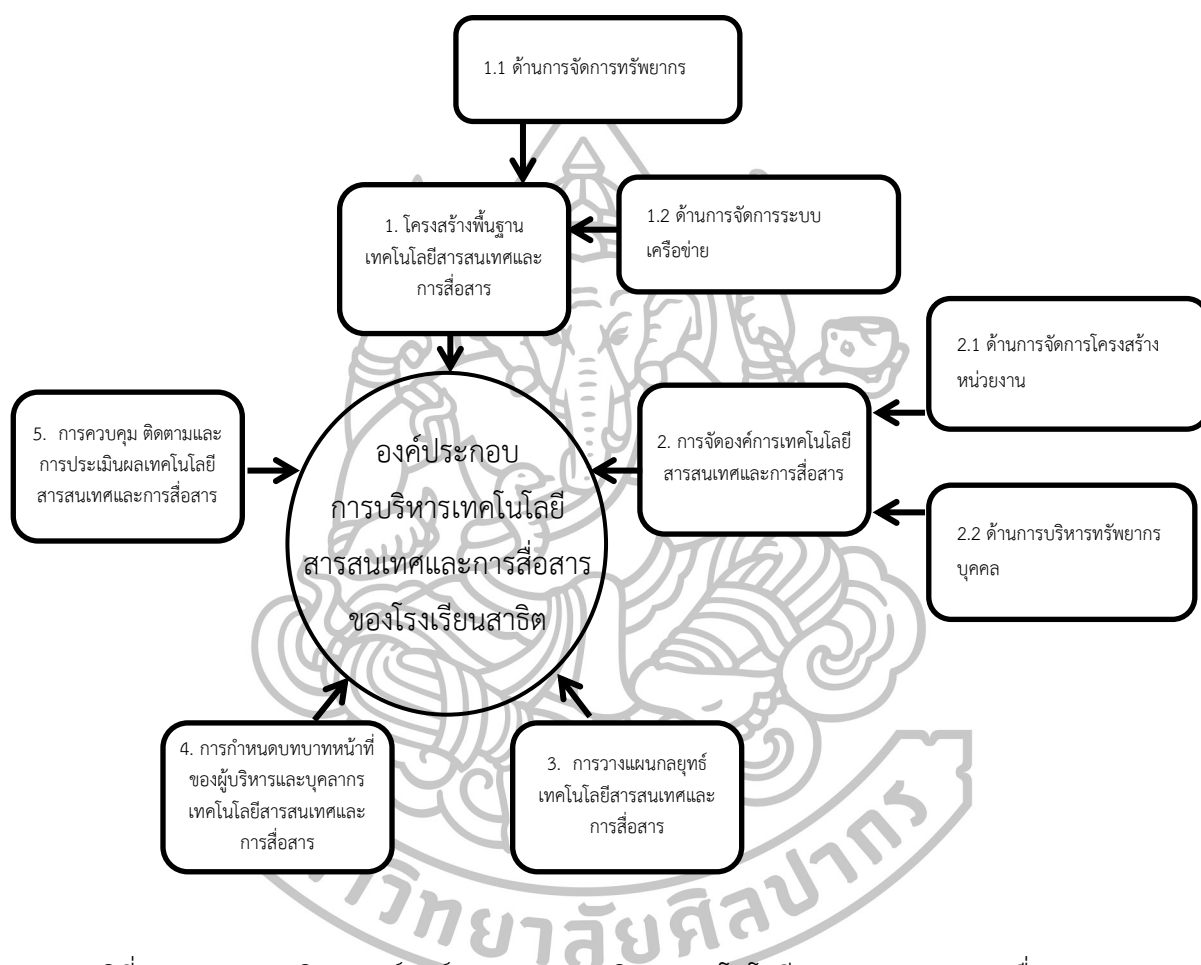 1.1 ด้านการจัดการทรัพยากร
1. โครงสร้างพื้นฐาน
เทคโนโลยีสารสนเทศและ
การสื่อสาร
1.2 ด้านการจัดการระบบ
เครือข่าย
2.1 ด้านการจัดการโครงสร้าง
หน่วยงาน
2. การจัดองค์การเทคโนโลยี
สารสนเทศและการสื่อสาร
2.2 ด้านการบริหารทรัพยากร
บุคคล
5. การควบคุม ติดตามและ
การประเมินผลเทคโนโลยี
สารสนเทศและการสื่อสาร
องค์ประกอบ
การบริหารเทคโนโลยี
สารสนเทศและการสื่อสาร
ของโรงเรียนสาธิต
4. การกำหนดบทบาทหน้าที่
ของผู้บริหารและบุคลากร
เทคโนโลยีสารสนเทศและ
การสื่อสาร
3. การวางแผนกลยุทธ์
เทคโนโลยีสารสนเทศและ
การสื่อสาร
วิทยาลัยศิลปากร